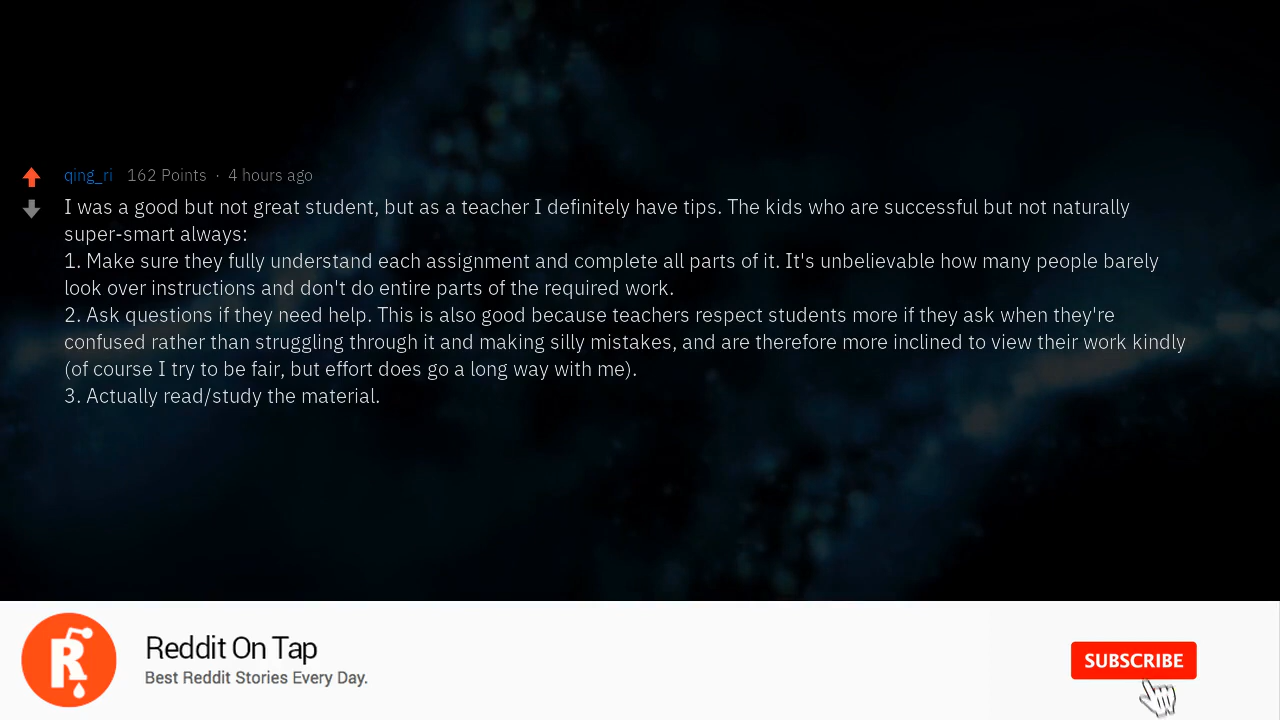 qing_ri 162 Points · 4 hours ago
I was a good but not great student, but as a teacher I definitely have tips. The kids who are successful but not naturally
super-smart always:
1. Make sure they fully understand each assignment and complete all parts of it. It's unbelievable how many people barely
look over instructions and don't do entire parts of the required work.
2. Ask questions if they need help. This is also good because teachers respect students more if they ask when they're
confused rather than struggling through it and making silly mistakes, and are therefore more inclined to view their work kindly
(of course I try to be fair, but effort does go a long way with me).
3. Actually read/study the material.
R
Reddit On Tap
Best Reddit Stories Every Day.
SUBSCRIBE